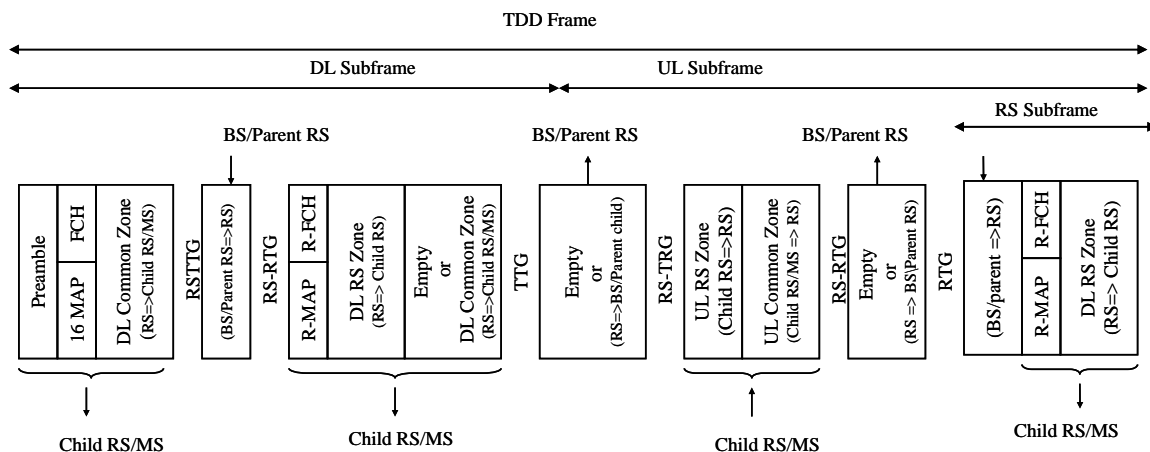 TDD Frame
DL Subframe
UL Subframe
RS Subframe
BS/Parent RS
BS/Parent RS
BS/Parent RS
Preamble
FCH
16 MAP
DL Common Zone
(RS=>Child RS/MS)
RSTTG
(BS/Parent RS=>RS)
RS-RTG
R-FCH
R-MAP
DL RS Zone
(RS=> Child RS)
Empty
or
DL Common Zone
(RS=>Child RS/MS)
TTG
Empty
or
(RS=>BS/Parent child)
RS-TRG
UL RS Zone
(Child RS=>RS)
UL Common Zone
(Child RS/MS => RS)
RS-RTG
Empty
or
(RS => BS\Parent RS)
RTG
(BS/parent =>RS)
R-FCH
R-MAP
DL RS Zone
(RS=> Child RS)
Child RS/MS
Child RS/MS
Child RS/MS
Child RS/MS